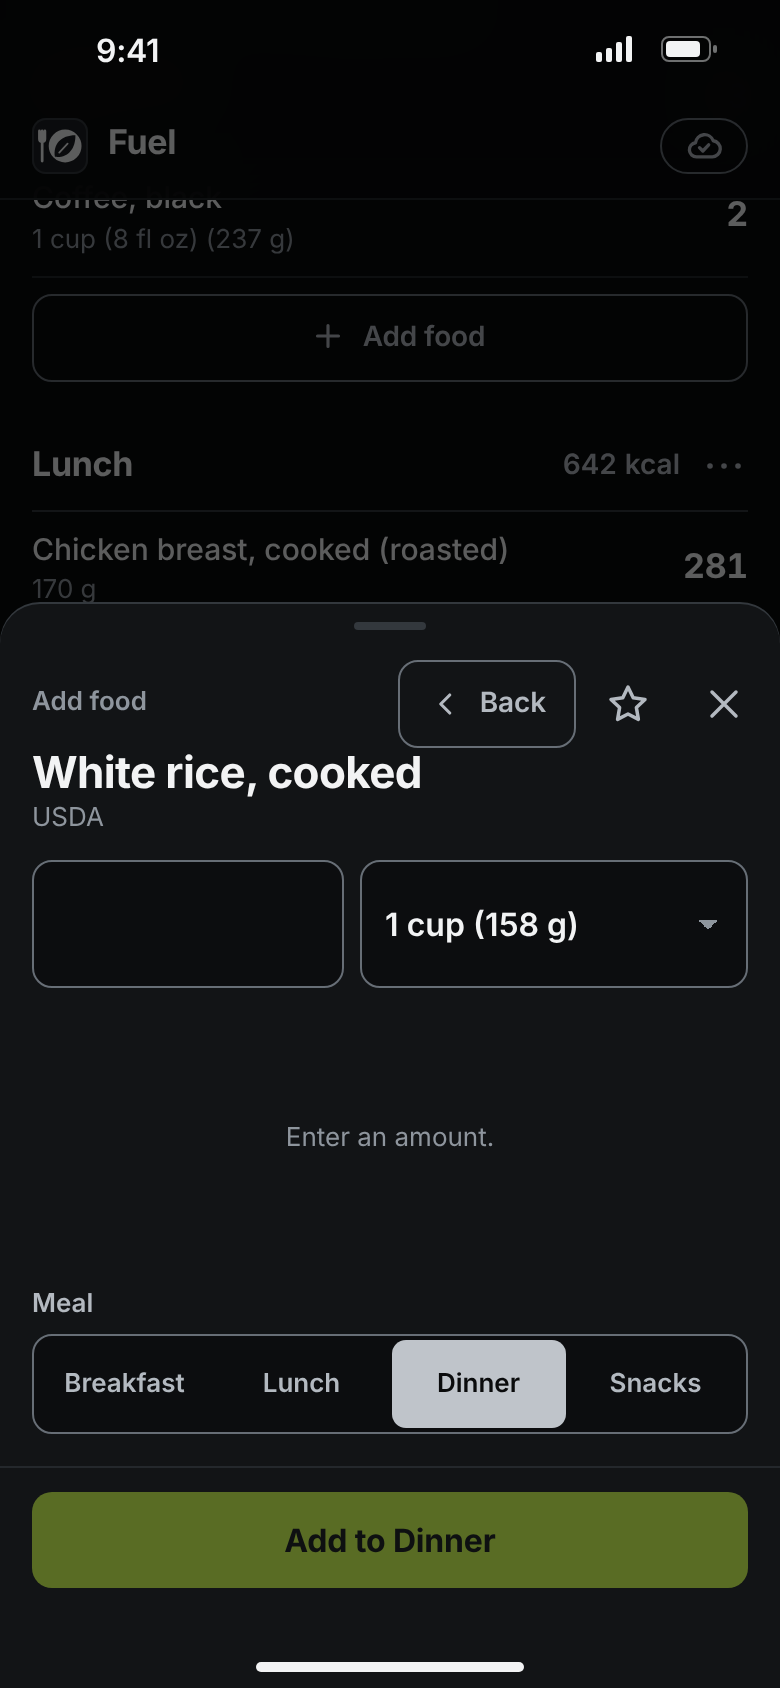 9:41
Fuel
Coffee, black
2
1 cup (8 fl oz) (237 g)
Add food
Lunch
642 kcal
Chicken breast, cooked (roasted)
281
170 g
Add food
Back
White rice, cooked
USDA
1 cup (158 g)
Enter an amount.
Meal
Breakfast
Lunch
Dinner
Snacks
Add to Dinner